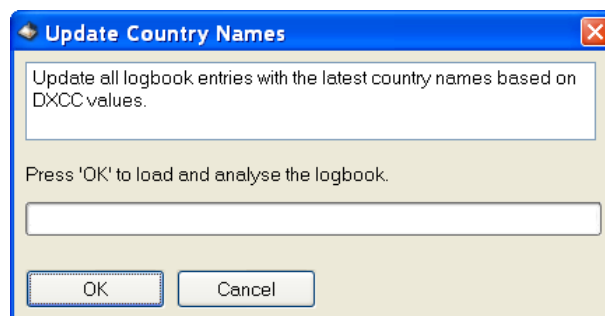 Update Country Names
Update all logbook entries with the latest country names based on
DXCC values.
Press 'OK' to load and analyse the logbook.
OK
Cancel